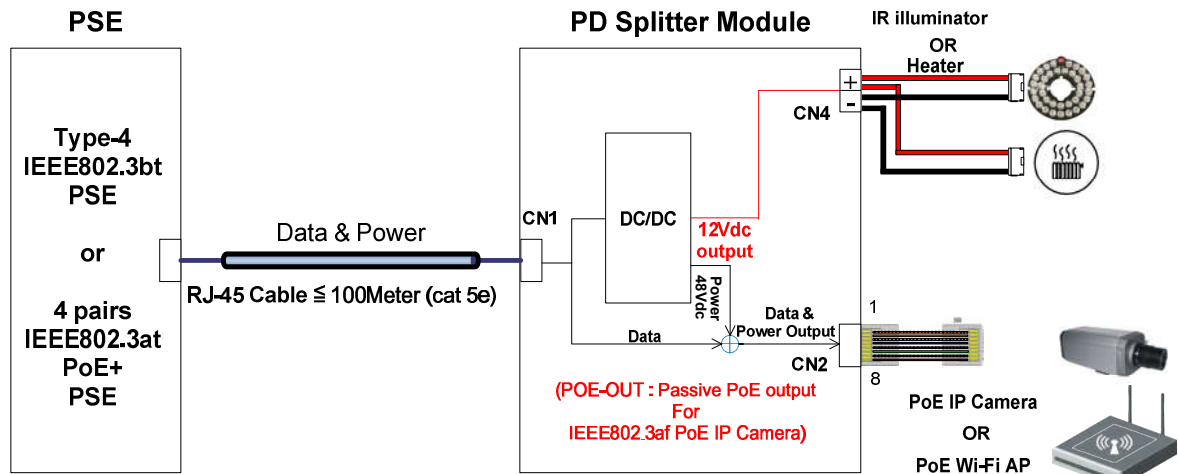 PSE
Type-4
IEEE802.3bt
PSE
or
4 pairs
IEEE802.3at
PoE+
PSE
Data & Power
RJ-45 Cable ≦ 100Meter (cat 5e)
PD Splitter Module
CN1
DC/DC
12Vdc
output
Power
48Vdc
Data
Data &
Power Output
(POE-OUT : Passive PoE output
For
IEEE802.3af PoE IP Camera)
+
-
CN4
CN2
1
8
IR illuminator
OR
Heater
PoE IP Camera
OR
PoE Wi-Fi AP